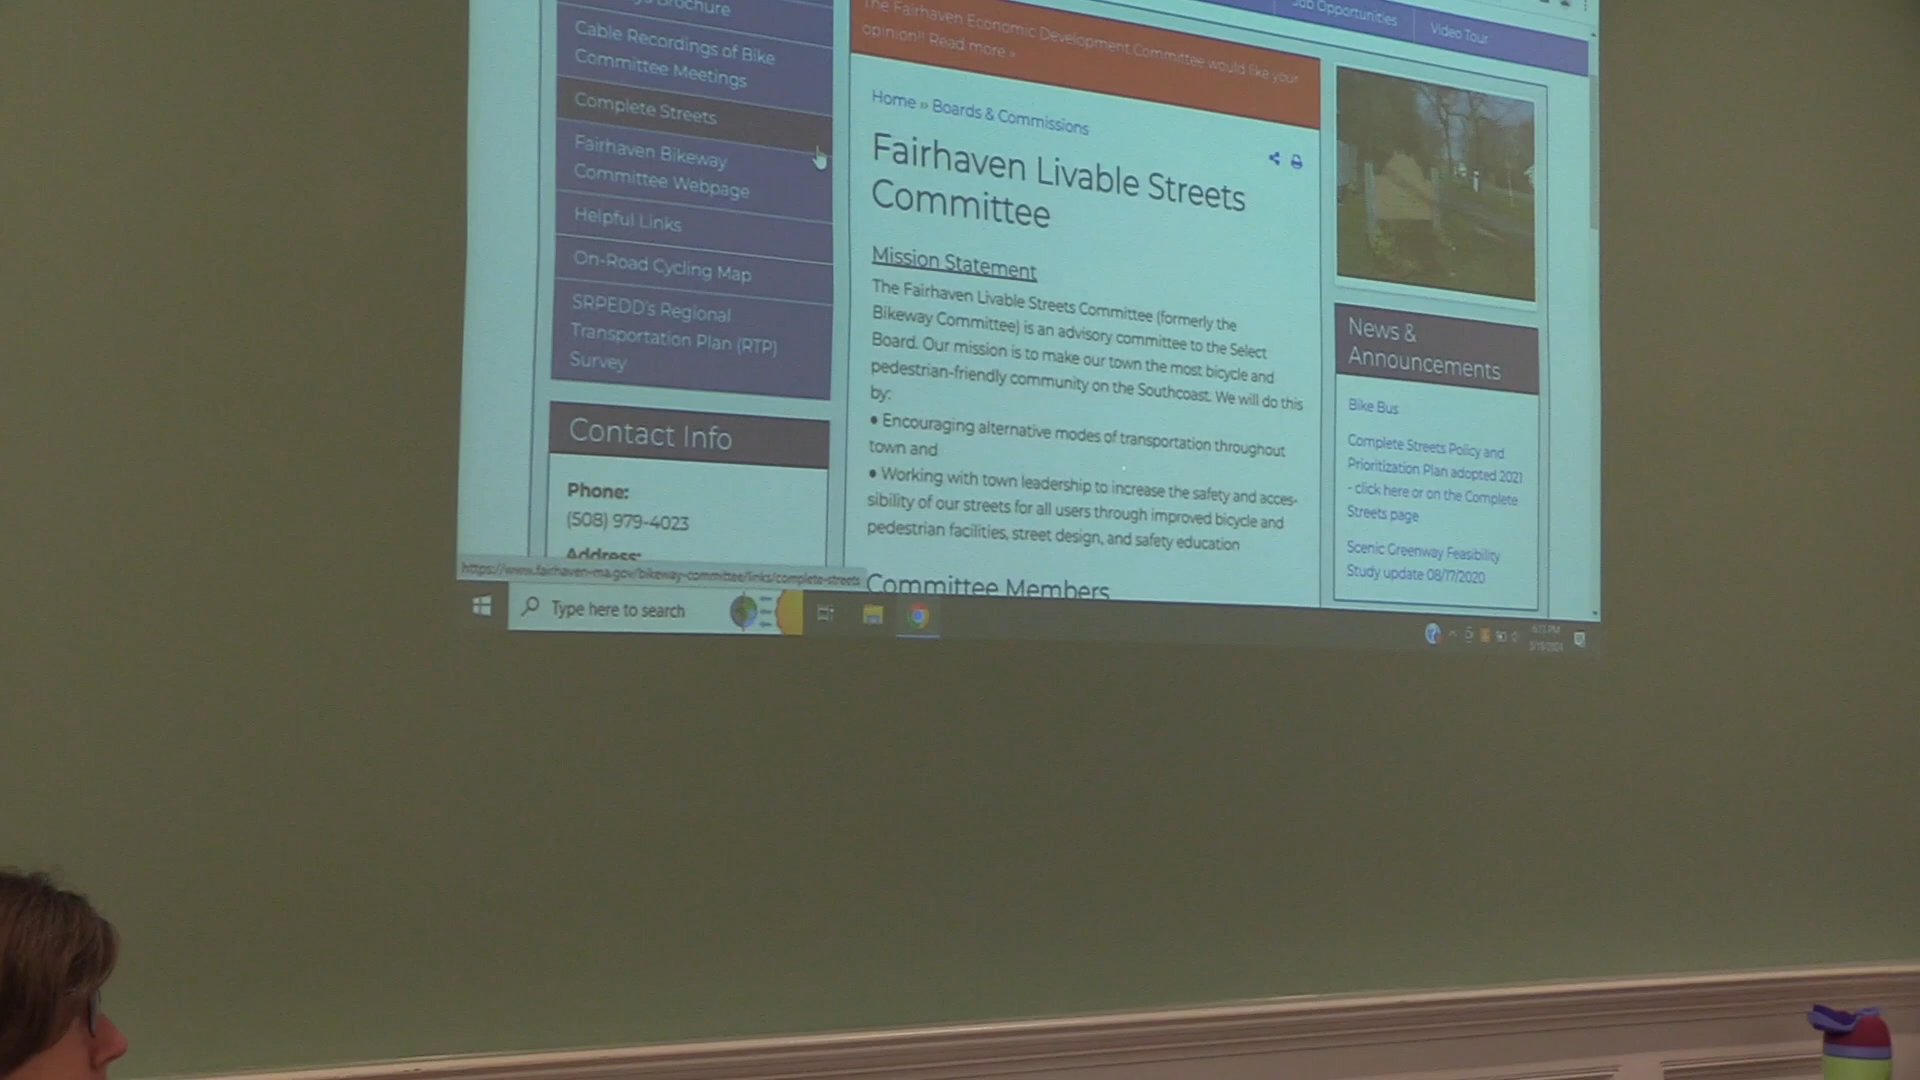 Brochure
Cable Recordings of Bike
Committee Meetings
Complete Streets
Fairhaven Bikeway
Committee Webpage
Helpful Links
On-Road Cycling Map
SRPEDD's Regional
Transportation Plan (RTP)
Survey
Contact Info
Phone:
(508) 979-4023
Address:
https://www.fairhaven-ma.gov/bikeway-committee/links/complete-streets
Job Opportunities
Video Tour
The Fairhaven Economic Development Committee would like your
opinion!! Read more »
Home » Boards & Commissions
Fairhaven Livable Streets
Committee
Mission Statement
The Fairhaven Livable Streets Committee (formerly the
Bikeway Committee) is an advisory committee to the Select
Board. Our mission is to make our town the most bicycle and
pedestrian-friendly community on the Southcoast. We will do this
by:
• Encouraging alternative modes of transportation throughout
town and
• Working with town leadership to increase the safety and acces-
sibility of our streets for all users through improved bicycle and
pedestrian facilities, street design, and safety education
Committee Members
News &
Announcements
Bike Bus
Complete Streets Policy and
Prioritization Plan adopted 2021
- click here or on the Complete
Streets page
Scenic Greenway Feasibility
Study update 08/17/2020
Type here to search